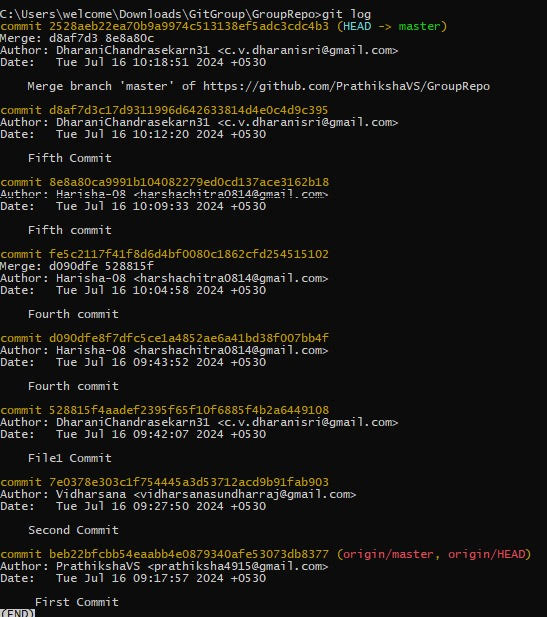 C:\Users\welcome\Downloads\GitGroup\GroupRepo>git log
commit 2528aeb22ea70b9a9974c513138ef5adc3cdc4b3 (HEAD -> master)
Merge: d8af7d3 8e8a80c
Author: DharaniChandrasekarn31 <c.v.dharanisri@gmail.com>
Date:   Tue Jul 16 10:18:51 2024 +0530

    Merge branch 'master' of https://github.com/PrathikshaVS/GroupRepo

commit d8af7d3c17d9311996d642633814d4e0c4d9c395
Author: DharaniChandrasekarn31 <c.v.dharanisri@gmail.com>
Date:   Tue Jul 16 10:12:20 2024 +0530

    Fifth Commit

commit 8e8a80ca9991b104082279ed0cd137ace3162b18
Author: Harisha-08 <harshachitra0814@gmail.com>
Date:   Tue Jul 16 10:09:33 2024 +0530

    Fifth commit

commit fe5c2117f41f8d6d4bf0080c1862cfd254515102
Merge: d090dfe 528815f
Author: Harisha-08 <harshachitra0814@gmail.com>
Date:   Tue Jul 16 10:04:58 2024 +0530

    Fourth commit

commit d090dfe8f7dfc5ce1a4852ae6a41bd38f007bb4f
Author: Harisha-08 <harshachitra0814@gmail.com>
Date:   Tue Jul 16 09:43:52 2024 +0530

    Fourth commit

commit 528815f4aadef2395f65f10f6885f4b2a6449108
Author: DharaniChandrasekarn31 <c.v.dharanisri@gmail.com>
Date:   Tue Jul 16 09:42:07 2024 +0530

    File1 Commit

commit 7e0378e303c1f754445a3d53712acd9b91fab903
Author: Vidharsana <vidharsanasundharraj@gmail.com>
Date:   Tue Jul 16 09:27:50 2024 +0530

    Second Commit

commit beb22bfcbb54eaabb4e0879340afe53073db8377 (origin/master, origin/HEAD)
Author: PrathikshaVS <prathiksha4915@gmail.com>
Date:   Tue Jul 16 09:17:57 2024 +0530

     First Commit
(END)